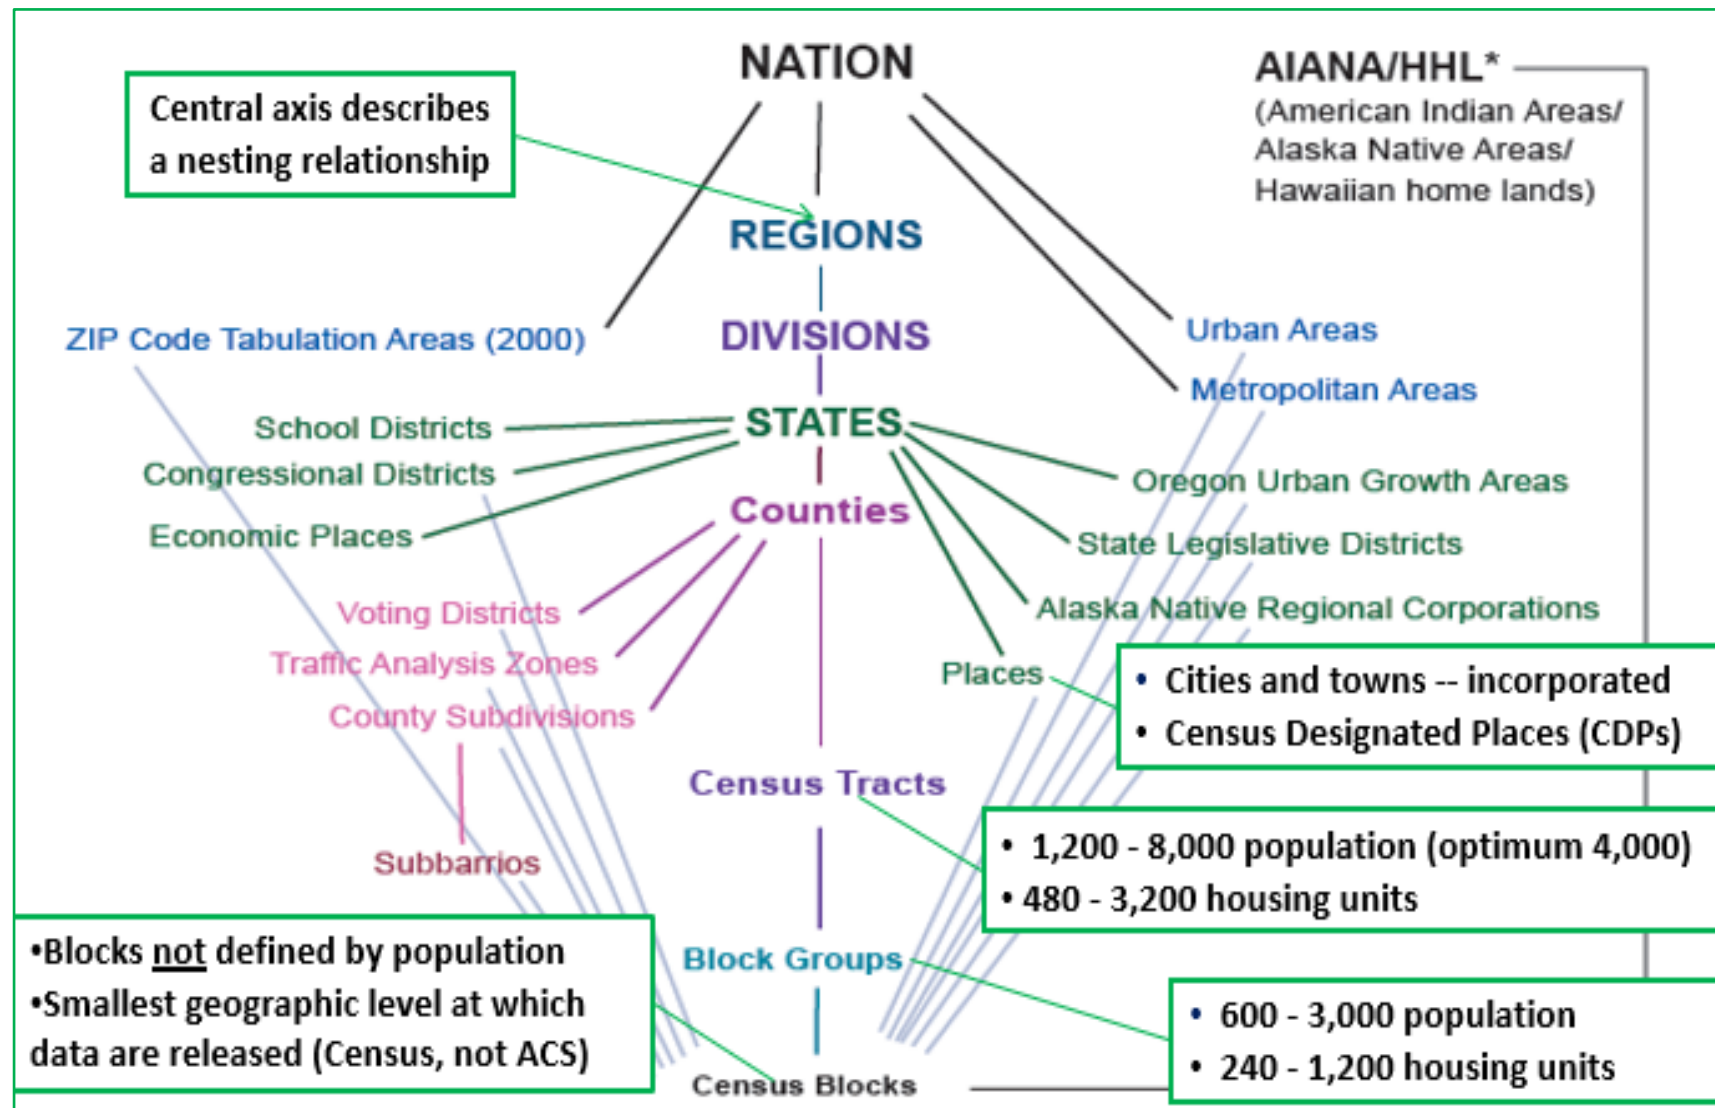 NATION
AIANA/HHL*
(American Indian Areas/
Alaska Native Areas/
Hawaiian home lands)
Central axis describes
a nesting relationship
REGIONS
ZIP Code Tabulation Areas (2000)
DIVISIONS
Urban Areas
Metropolitan Areas
School Districts
STATES
Congressional Districts
Oregon Urban Growth Areas
Economic Places
Counties
State Legislative Districts
Voting Districts
Alaska Native Regional Corporations
Traffic Analysis Zones
Places
County Subdivisions
• Cities and towns -- incorporated
• Census Designated Places (CDPs)
Census Tracts
• 1,200 - 8,000 population (optimum 4,000)
• 480 - 3,200 housing units
Subbarrios
•Blocks not defined by population
•Smallest geographic level at which
data are released (Census, not ACS)
Block Groups
• 600 - 3,000 population
• 240 - 1,200 housing units
Census Blocks